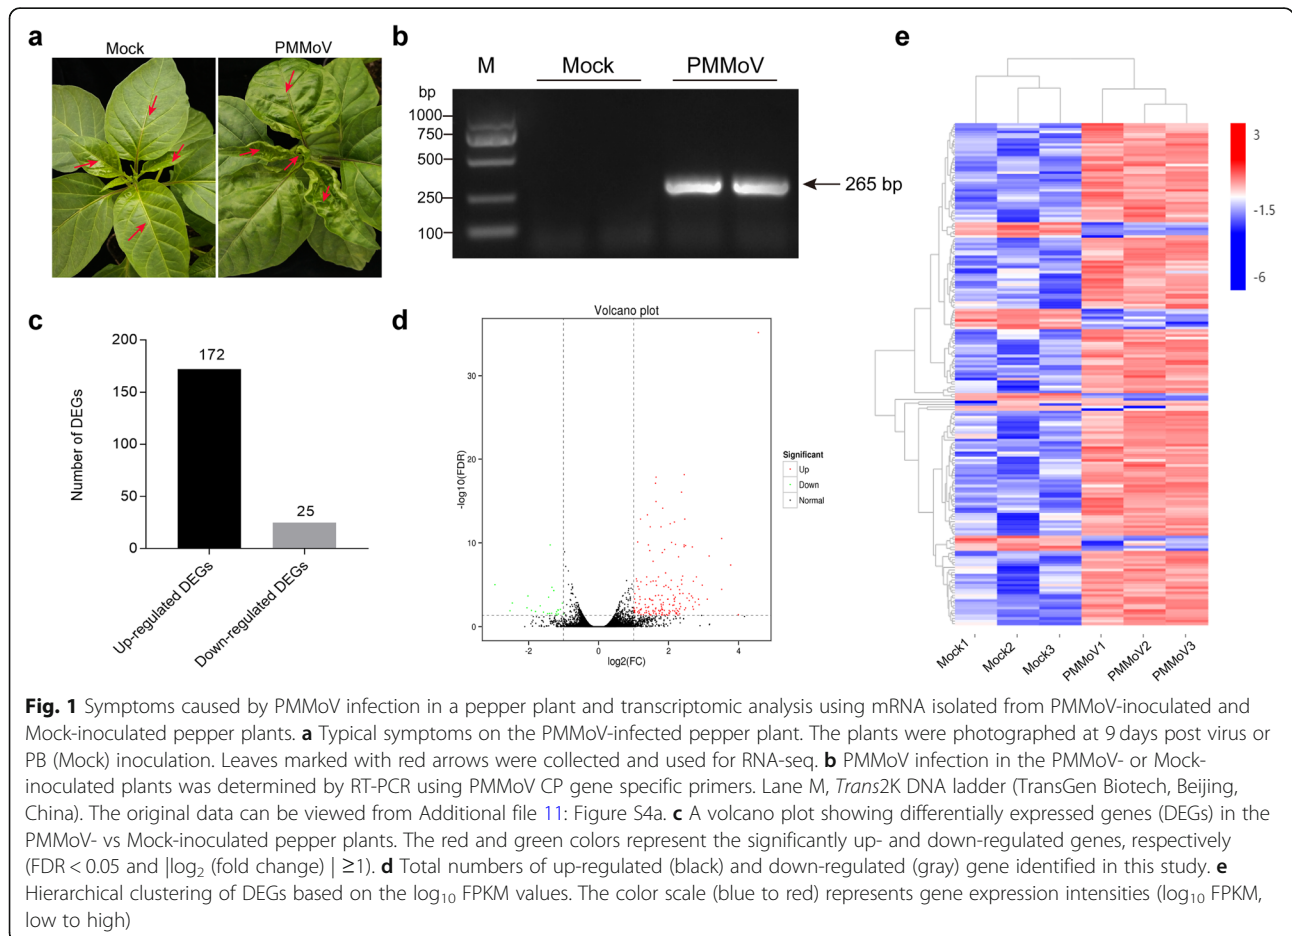 a
Mock
PMMoV
b
M
Mock
PMMoV
bp
1000
750
500
250
100
265 bp
c
Number of DEGs
200
150
100
50
0
172
25
Up-regulated DEGs
Down-regulated DEGs
d
Volcano plot
-log10(FDR)
30
20
10
0
-2
0
2
4
log2(FC)
Significant
Up
Down
Normal
e
3
-1.5
-6
Mock1
Mock2
Mock3
PMMoV1
PMMoV2
PMMoV3
Fig. 1 Symptoms caused by PMMoV infection in a pepper plant and transcriptomic analysis using mRNA isolated from PMMoV-inoculated and
Mock-inoculated pepper plants. a Typical symptoms on the PMMoV-infected pepper plant. The plants were photographed at 9 days post virus or
PB (Mock) inoculation. Leaves marked with red arrows were collected and used for RNA-seq. b PMMoV infection in the PMMoV- or Mock-
inoculated plants was determined by RT-PCR using PMMoV CP gene specific primers. Lane M, Trans2K DNA ladder (TransGen Biotech, Beijing,
China). The original data can be viewed from Additional file 11: Figure S4a. c A volcano plot showing differentially expressed genes (DEGs) in the
PMMoV- vs Mock-inoculated pepper plants. The red and green colors represent the significantly up- and down-regulated genes, respectively
(FDR < 0.05 and |log2 (fold change) | ≥1). d Total numbers of up-regulated (black) and down-regulated (gray) gene identified in this study. e
Hierarchical clustering of DEGs based on the log10 FPKM values. The color scale (blue to red) represents gene expression intensities (log10 FPKM,
low to high)